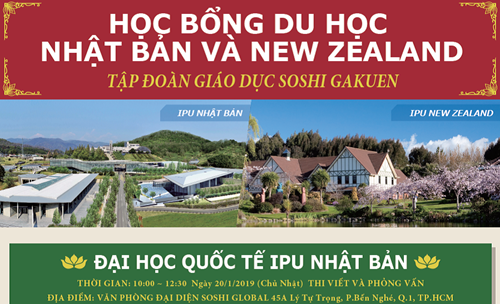 HỌC BỔNG DU HỌC
NHẬT BẢN VÀ NEW ZEALAND
TẬP ĐOÀN GIÁO DỤC SOSHI GAKUEN
IPU NHẬT BẢN
IPU NEW ZEALAND
ĐẠI HỌC QUỐC TẾ IPU NHẬT BẢN
THỜI GIAN: 10:00 – 12:30 Ngày 20/1/2019 (Chủ Nhật) THI VIẾT VÀ PHỎNG VẤN
ĐỊA ĐIỂM: VĂN PHÒNG ĐẠI DIỆN SOSHI GLOBAL 45A Lý Tự Trọng, P.Bến Nghé, Q.1, TP.HCM